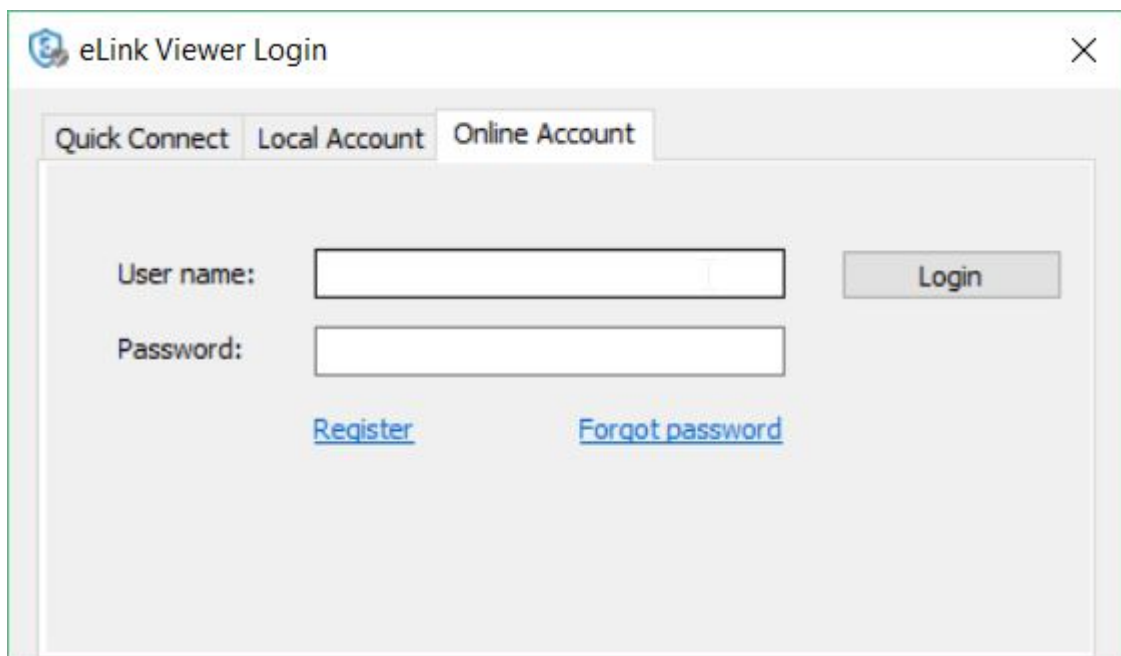 eLink Viewer Login
Quick Connect Local Account Online Account
User name: Login
Password:
Register Forgot password